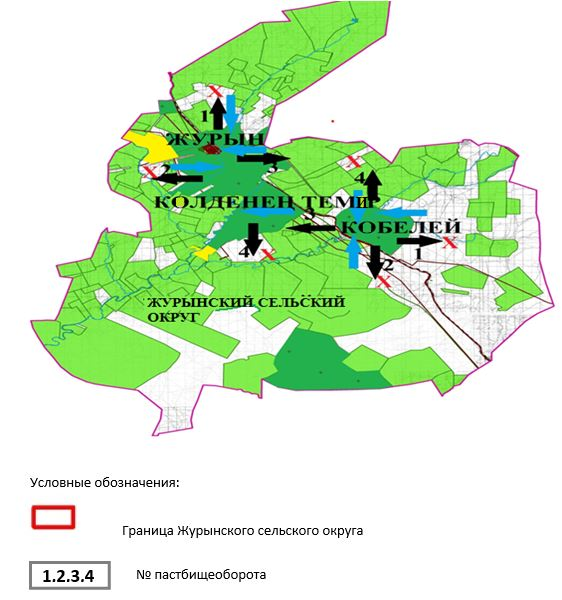 X
1
ЖУРЫН
3
X
X
2
4
КОЛДЕНЕН ТЕМИР
3
КОБЕЛЕЙ
X
4
X
2
1
X
ЖУРЫНСКИЙ СЕЛЬСКИЙ
ОКРУГ
Условные обозначения:
Граница Журынского сельского округа
1.2.3.4
№ пастбищеоборота